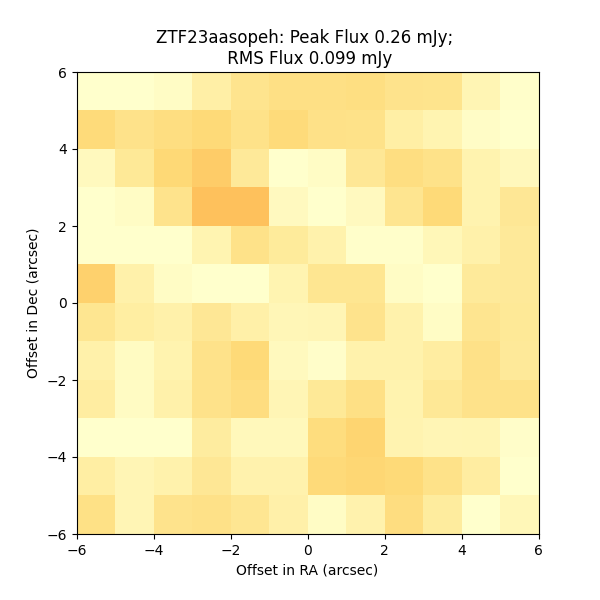 ZTF23aasopeh: Peak Flux 0.26 mJy;
RMS Flux 0.099 mJy
6
4
2
0
−2
−4
−6
Offset in Dec (arcsec)
−6 −4 −2 0 2 4 6
Offset in RA (arcsec)